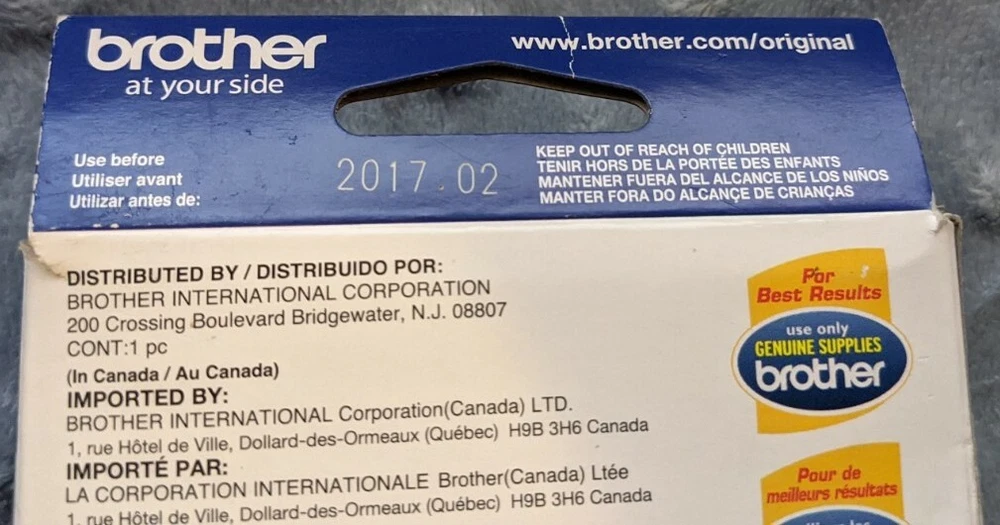 brother
at your side
www.brother.com/original
Use before
Utiliser avant
Utilizar antes de:
2017.02
KEEP OUT OF REACH OF CHILDREN
TENIR HORS DE LA PORTÉE DES ENFANTS
MANTENER FUERA DEL ALCANCE DE LOS NIÑOS
MANTER FORA DO ALCANÇE DE CRIANÇAS
DISTRIBUTED BY / DISTRIBUIDO POR:
BROTHER INTERNATIONAL CORPORATION
200 Crossing Boulevard Bridgewater, N.J. 08807
CONT:1 pc
(In Canada / Au Canada)
IMPORTED BY:
BROTHER INTERNATIONAL Corporation(Canada) LTD.
1, rue Hôtel de Ville, Dollard-des-Ormeaux (Québec) H9B 3H6 Canada
IMPORTÉ PAR:
LA CORPORATION INTERNATIONALE Brother(Canada) Ltée
1, rue Hôtel de Ville, Dollard-des-Ormeaux (Québec) H9B 3H6 Canada
For
Best Results
use only
GENUINE SUPPLIES
brother
Pour de
meilleurs résultats